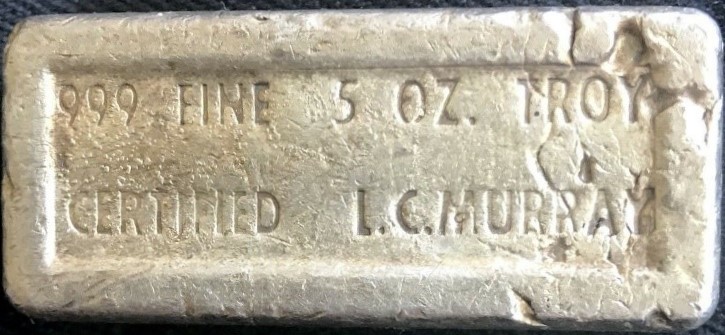 999 FINE 5 OZ. TROY
CERTIFIED L.C.MURRAY